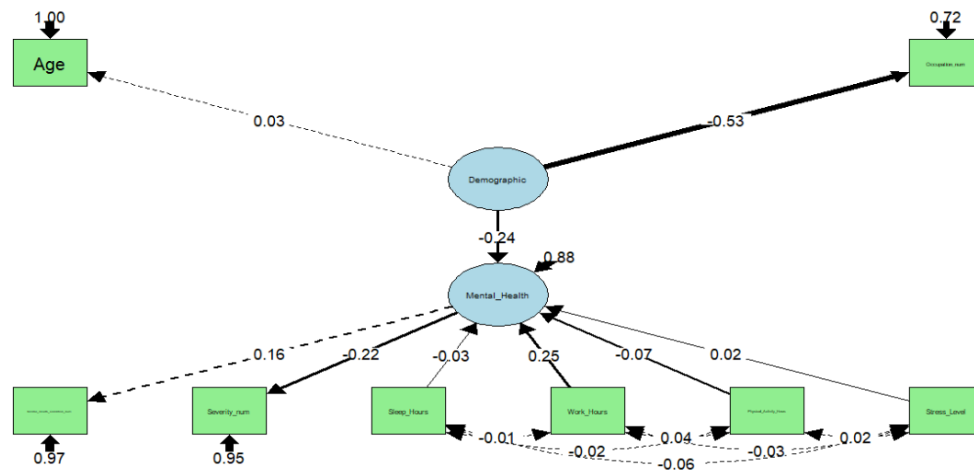 1.00
0.72
Age
Occupation_num
0.03
-0.53
Demographic
-0.24
0.88
Mental_Health
0.16
-0.22
-0.03
0.25
-0.07
0.02
Severity_num
Sleep_Hours
Work_Hours
Physical_Activity_Hours
Stress_Level
-0.01
-0.02
0.04
-0.03
0.02
-0.06
0.97
0.95